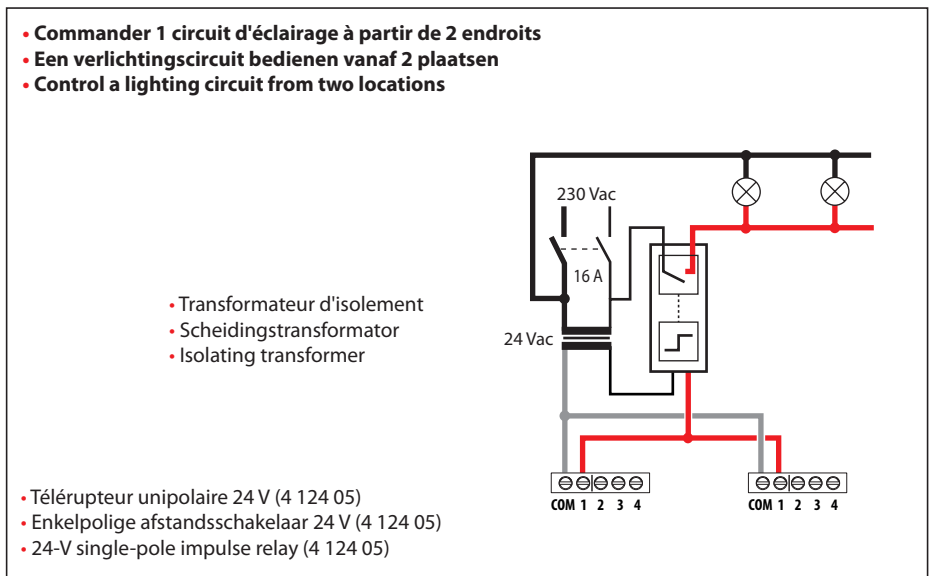 • Commander 1 circuit d'éclairage à partir de 2 endroits
• Een verlichtingscircuit bedienen vanaf 2 plaatsen
• Control a lighting circuit from two locations
230 Vac
16 A
• Transformateur d'isolement
• Scheidingstransformator
• Isolating transformer
24 Vac
COM 1 2 3 4
COM 1 2 3 4
• Télérupteur unipolaire 24 V (4 124 05)
• Enkelpolige afstandsschakelaar 24 V (4 124 05)
• 24-V single-pole impulse relay (4 124 05)